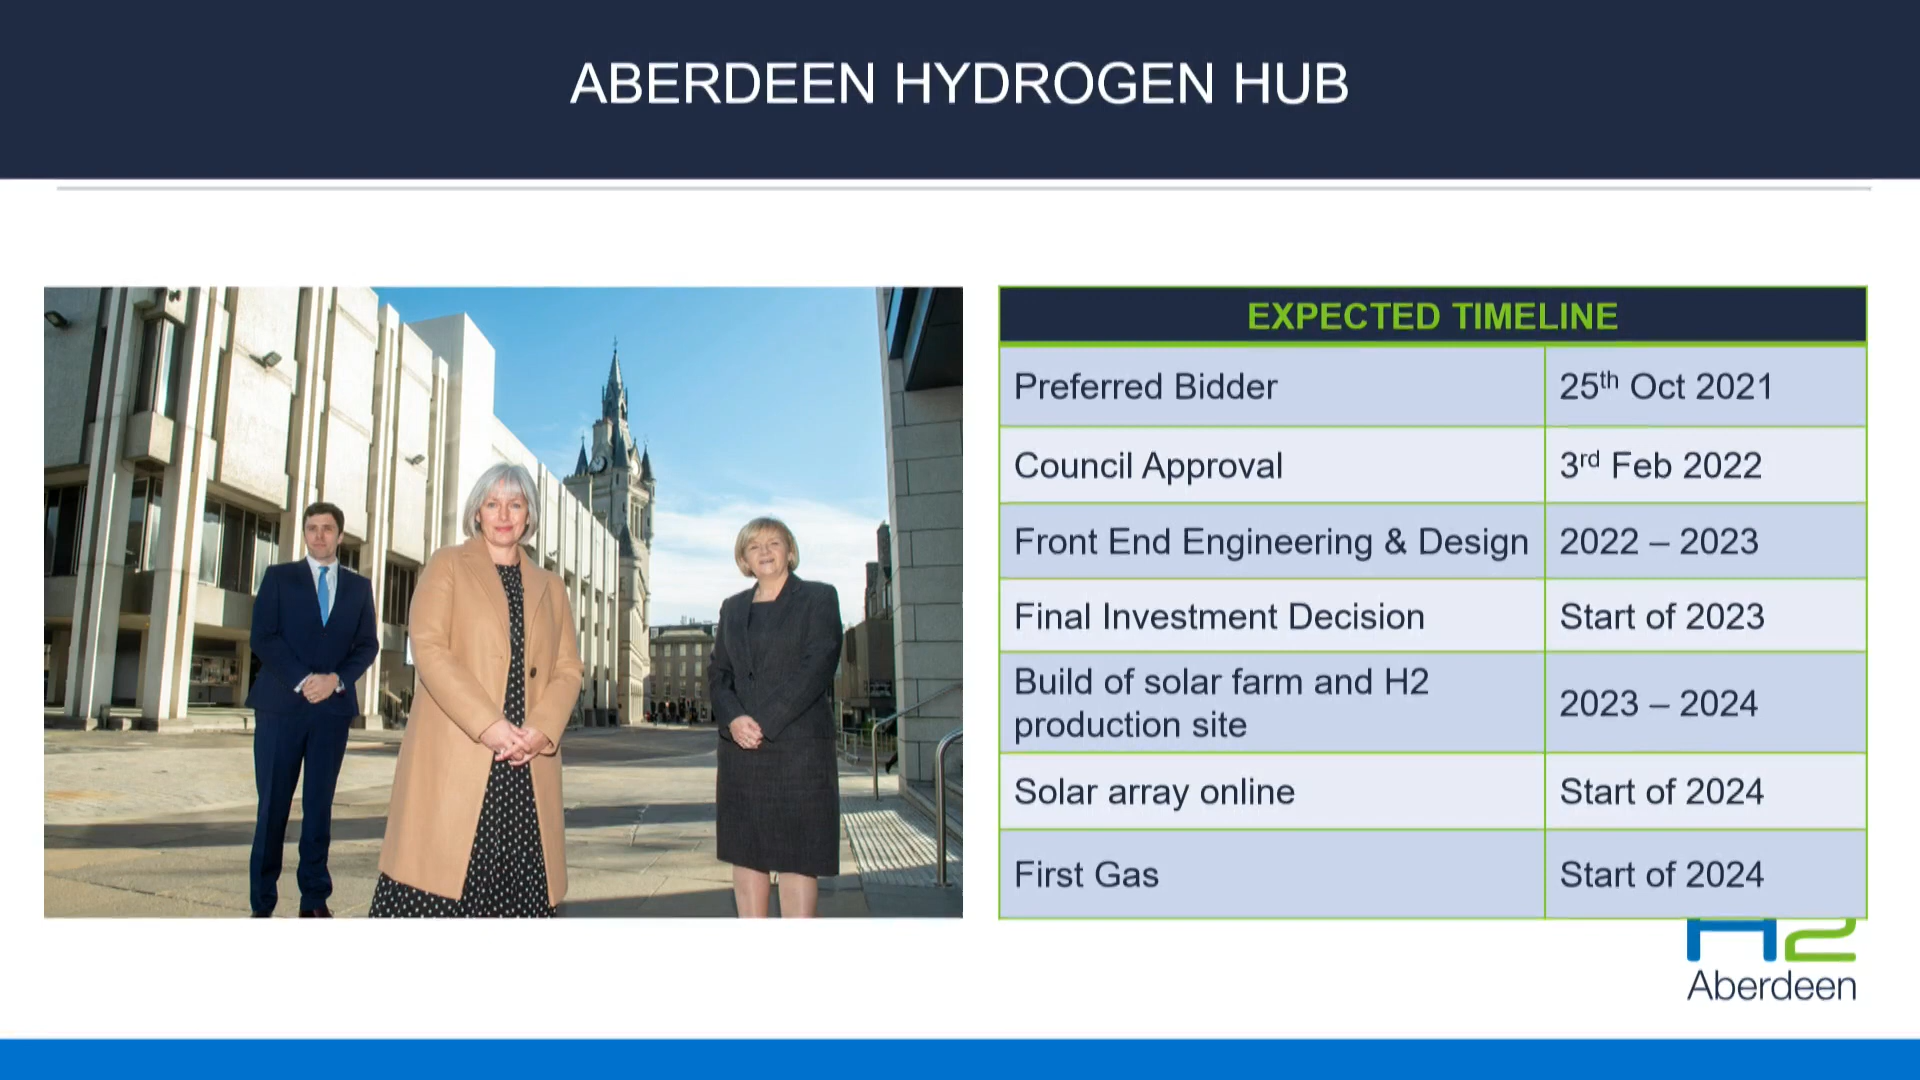 ABERDEEN HYDROGEN HUB
EXPECTED TIMELINE
Preferred Bidder 25th Oct 2021
Council Approval 3rd Feb 2022
Front End Engineering & Design 2022 – 2023
Final Investment Decision Start of 2023
Build of solar farm and H2
production site 2023 – 2024
Solar array online Start of 2024
First Gas Start of 2024
H2
Aberdeen